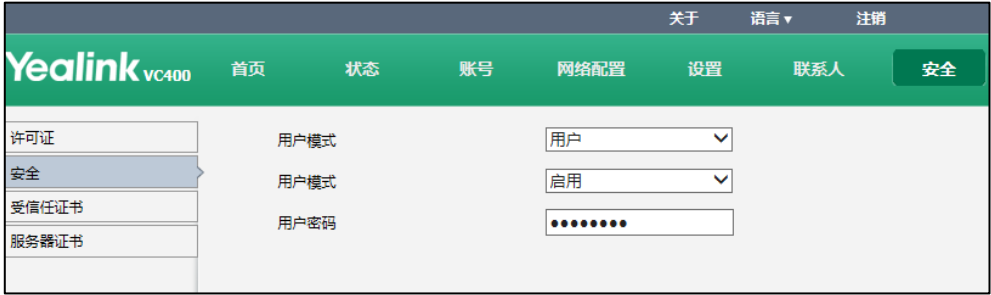 关于 语言▼ 注销
Yealink VC400 首页 状态 账号 网络配置 设置 联系人 安全
许可证
安全
受信任证书
服务器证书
用户模式 用户
用户模式 启用
用户密码 ●●●●●●●●